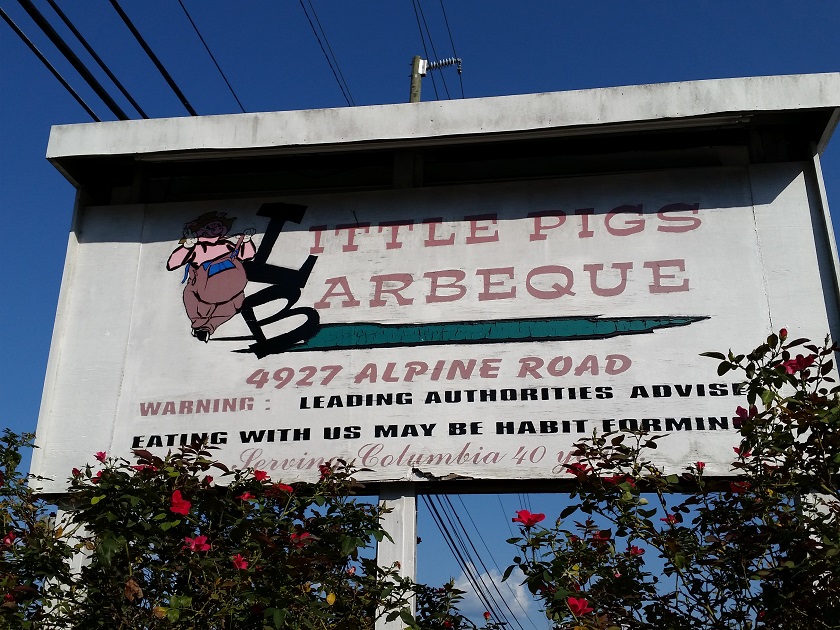 LITTLE PIGS
BARBEQUE
4927 ALPINE ROAD
WARNING : LEADING AUTHORITIES ADVISE
EATING WITH US MAY BE HABIT FORMING
Serving Columbia 40